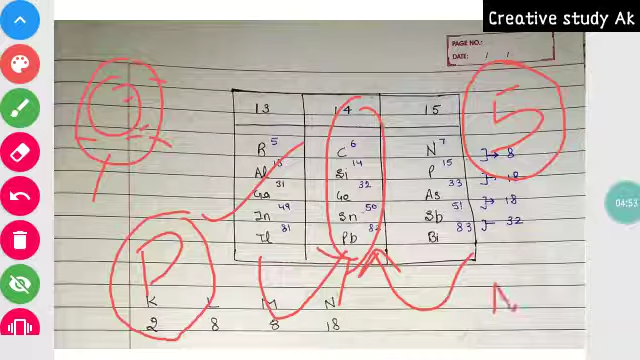 Creative study Ak
PAGE NO.:
DATE: / /
13 14 15
B 5 C 6 N 7
Al 13 Si 14 P 15
Ga 31 Ge 32 As 33
In 49 Sn 50 Sb 51
Tl 81 Pb 82 Bi 83
8
18
18
32
5
P
K L M N
2 8 8 18
04:53